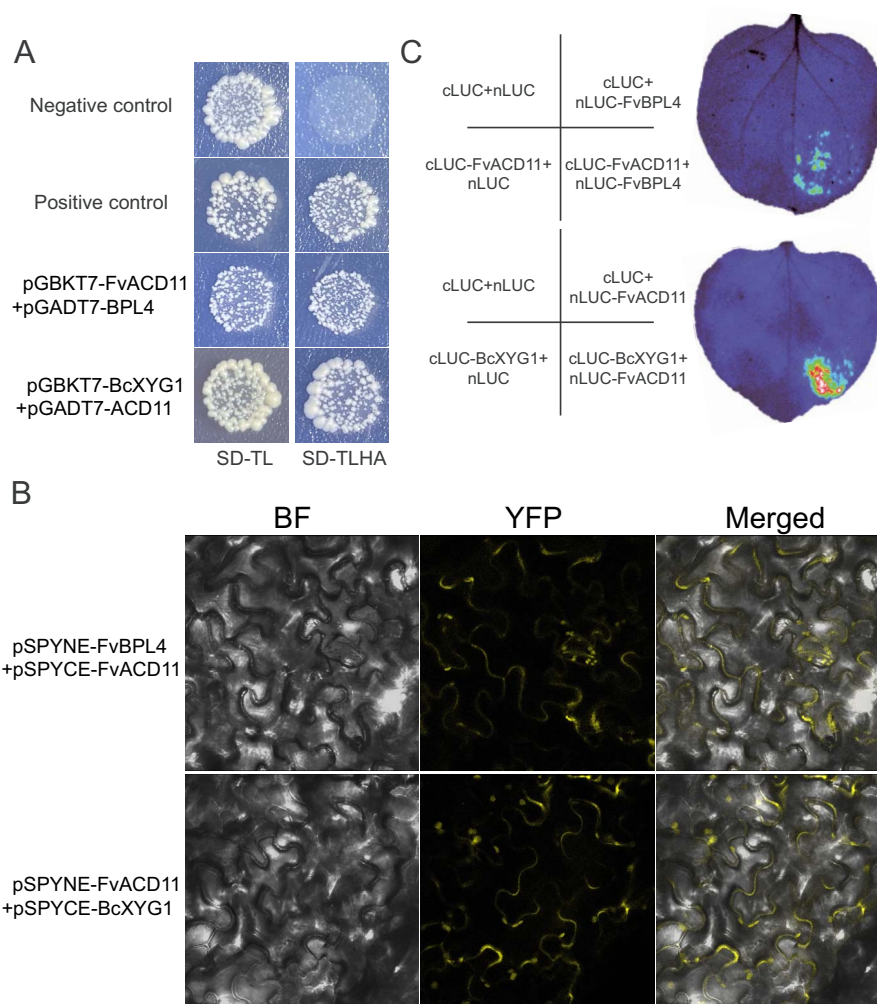 A
Negative control
Positive control
pGBKT7-FvACD11
+pGADT7-BPL4
pGBKT7-BcXYG1
+pGADT7-ACD11
SD-TL
SD-TLHA
C
cLUC+nLUC
cLUC+
nLUC-FvBPL4
cLUC-FvACD11+
nLUC
cLUC-FvACD11+
nLUC-FvBPL4
cLUC+nLUC
cLUC+
nLUC-FvACD11
cLUC-BcXYG1+
nLUC
cLUC-BcXYG1+
nLUC-FvACD11
B
BF
YFP
Merged
pSPYNE-FvBPL4
+pSPYCE-FvACD11
pSPYNE-FvACD11
+pSPYCE-BcXYG1